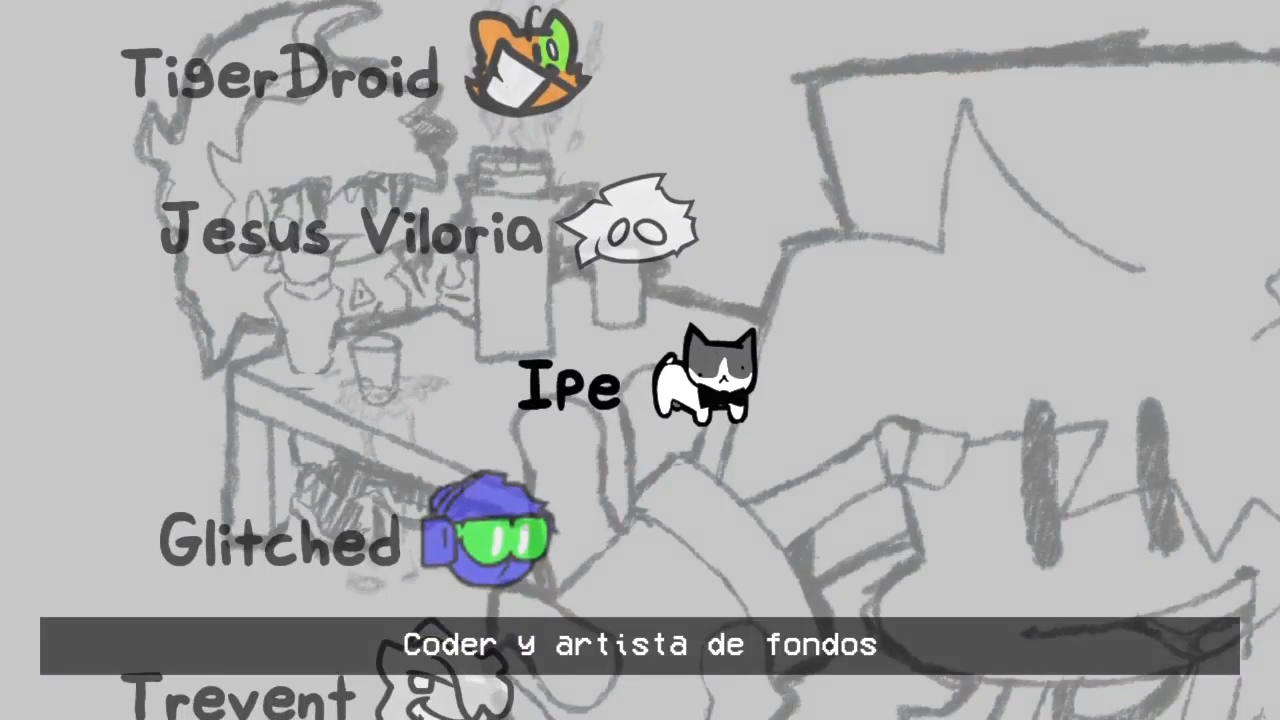 TigerDroid
Jesus Viloria
Ipe
Glitched
Coder y artista de fondos
Trevent